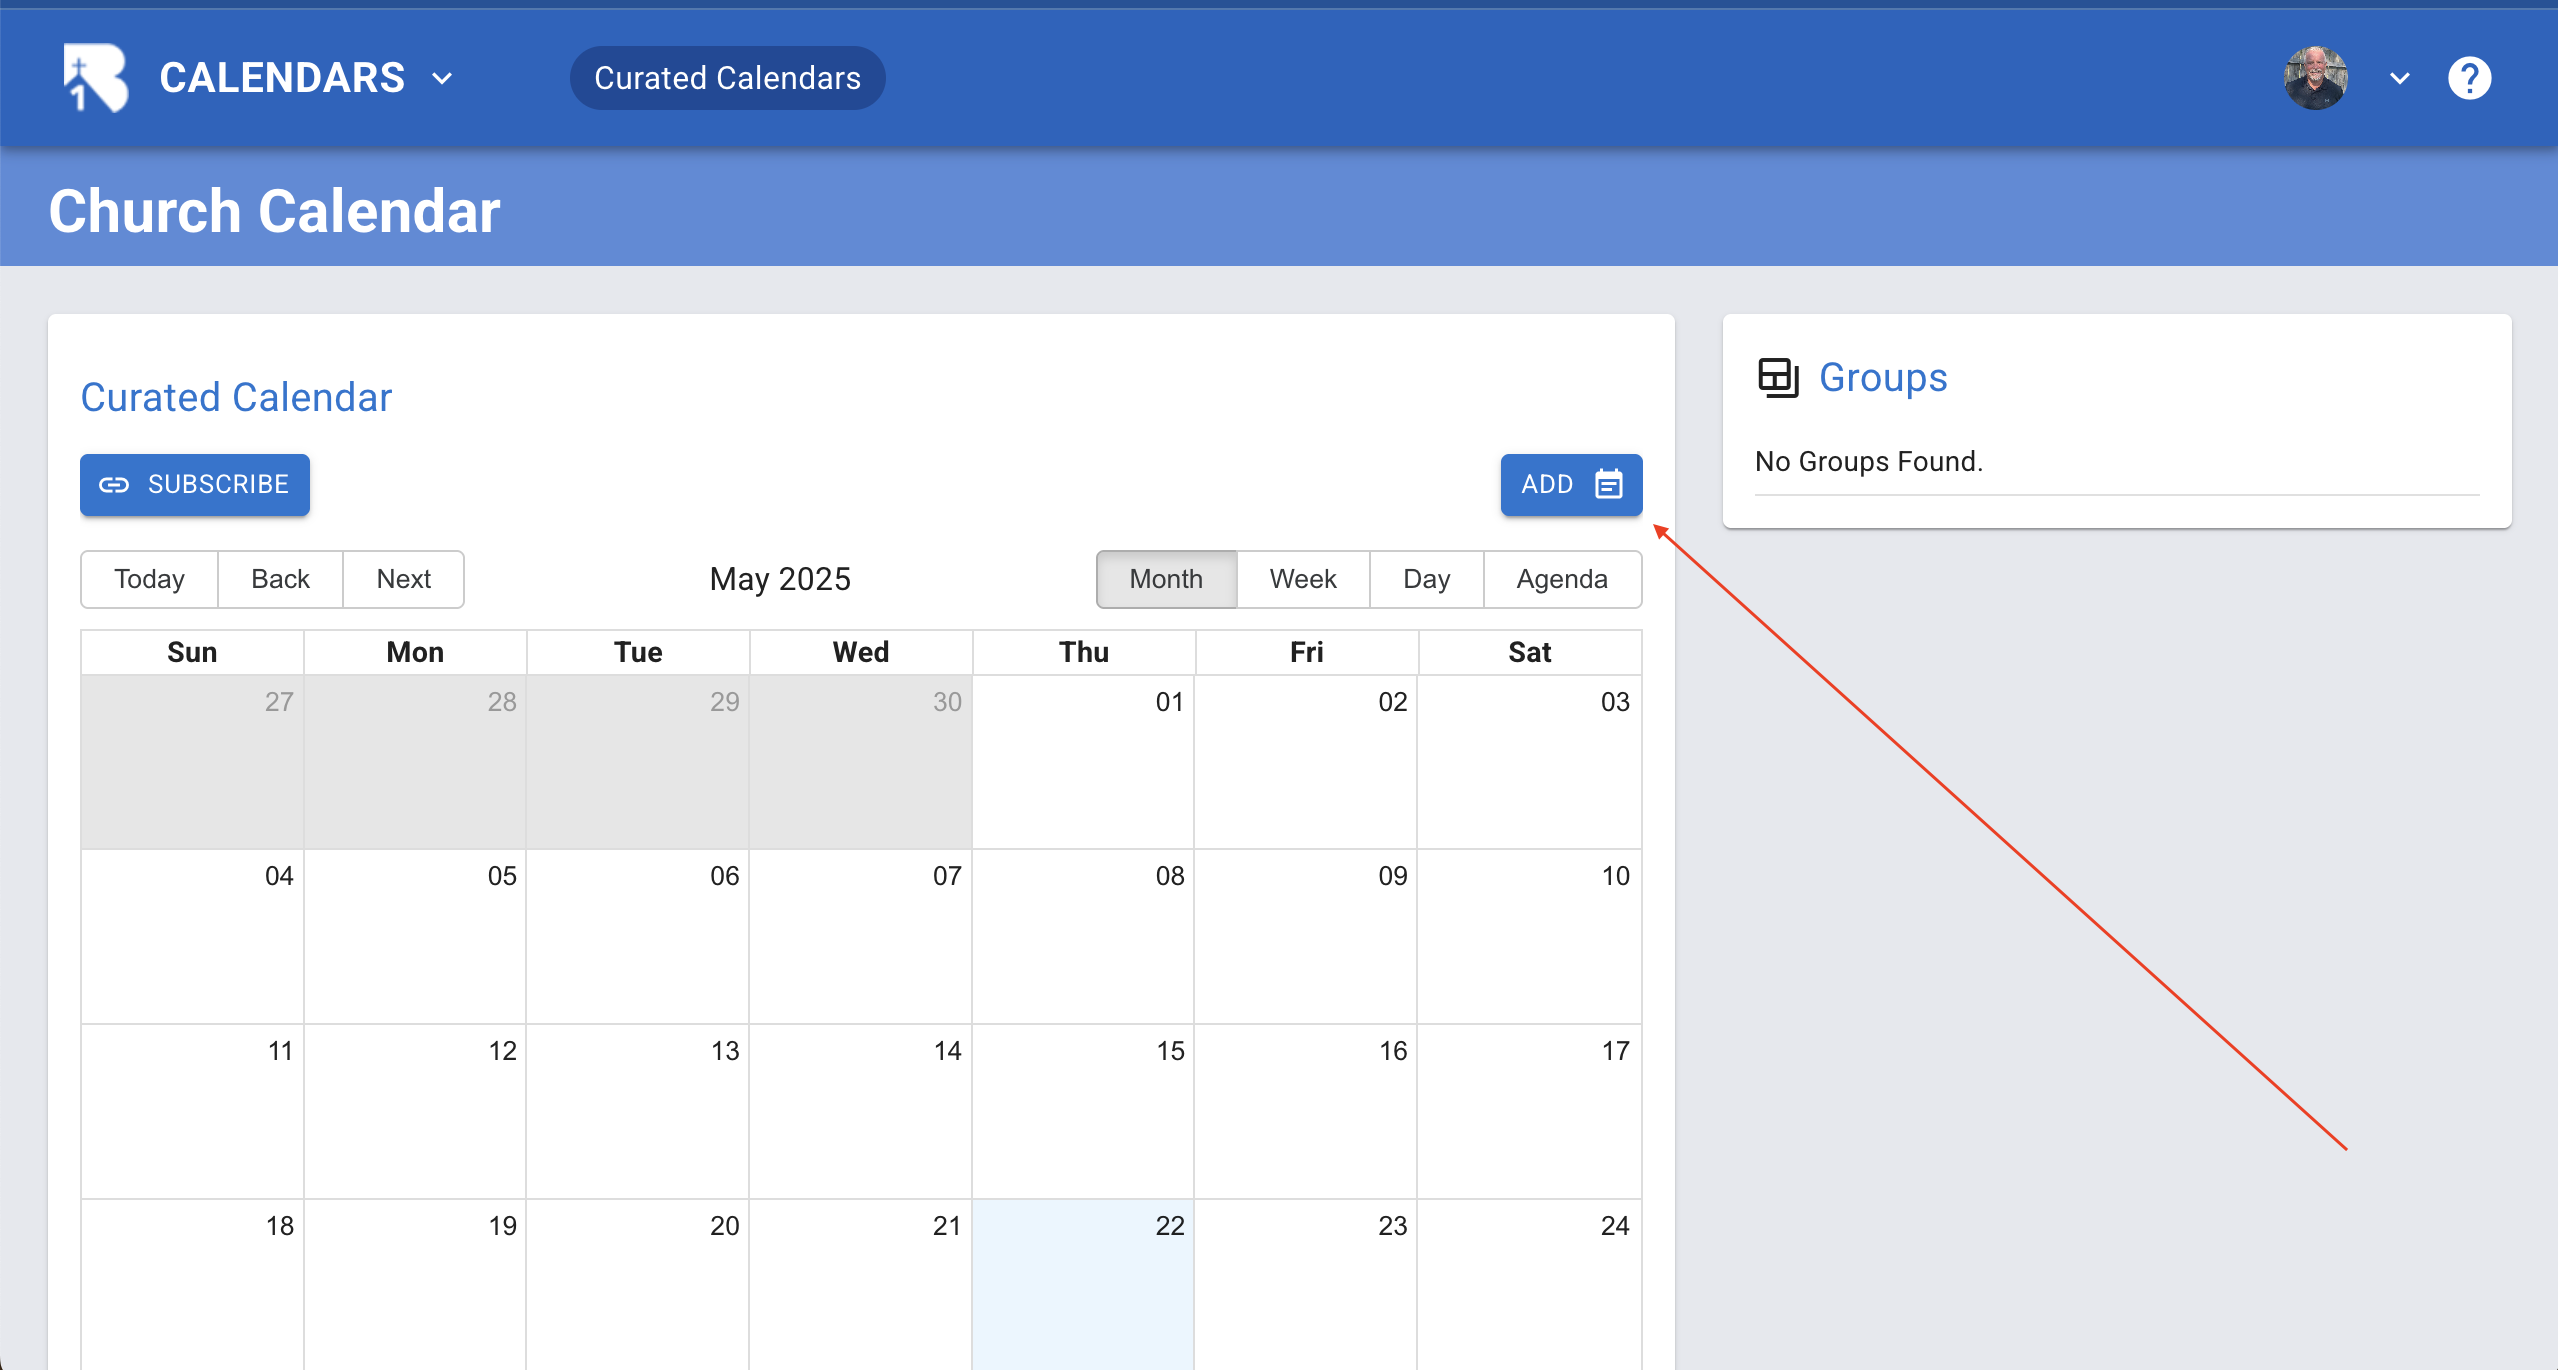 1 CALENDARS Curated Calendars ?
Church Calendar
Curated Calendar
SUBSCRIBE ADD
Today Back Next May 2025 Month Week Day Agenda
Sun Mon Tue Wed Thu Fri Sat
27 28 29 30 01 02 03
04 05 06 07 08 09 10
11 12 13 14 15 16 17
18 19 20 21 22 23 24
Groups
No Groups Found.